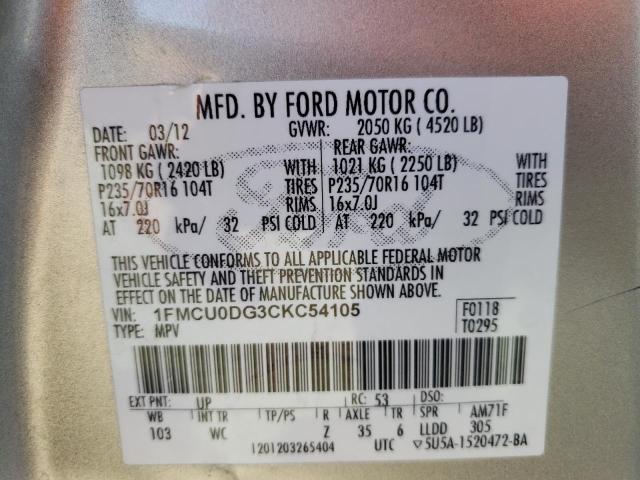 MFD. BY FORD MOTOR CO.
DATE: 03/12 GVWR: 2050 KG ( 4520 LB)
FRONT GAWR: REAR GAWR:
1098 KG ( 2420 LB) WITH 1021 KG ( 2250 LB) WITH
P235/70R16 104T TIRES P235/70R16 104T TIRES
16x7.0J RIMS 16x7.0J RIMS
AT 220 kPa/ 32 PSI COLD AT 220 kPa/ 32 PSI COLD
Ford
THIS VEHICLE CONFORMS TO ALL APPLICABLE FEDERAL MOTOR
VEHICLE SAFETY AND THEFT PREVENTION STANDARDS IN
EFFECT ON THE DATE OF MANUFACTURE SHOWN ABOVE.
VIN: 1FMCU0DG3CKC54105 F0118
TYPE: MPV T0295
EXT PNT: UP RC: 53 DSO:
WB INT TR TP/PS R AXLE TR SPR AM71F
103 WC Z 35 6 LLDD 305
I201203265404 UTC ▽5U5A-1520472-BA